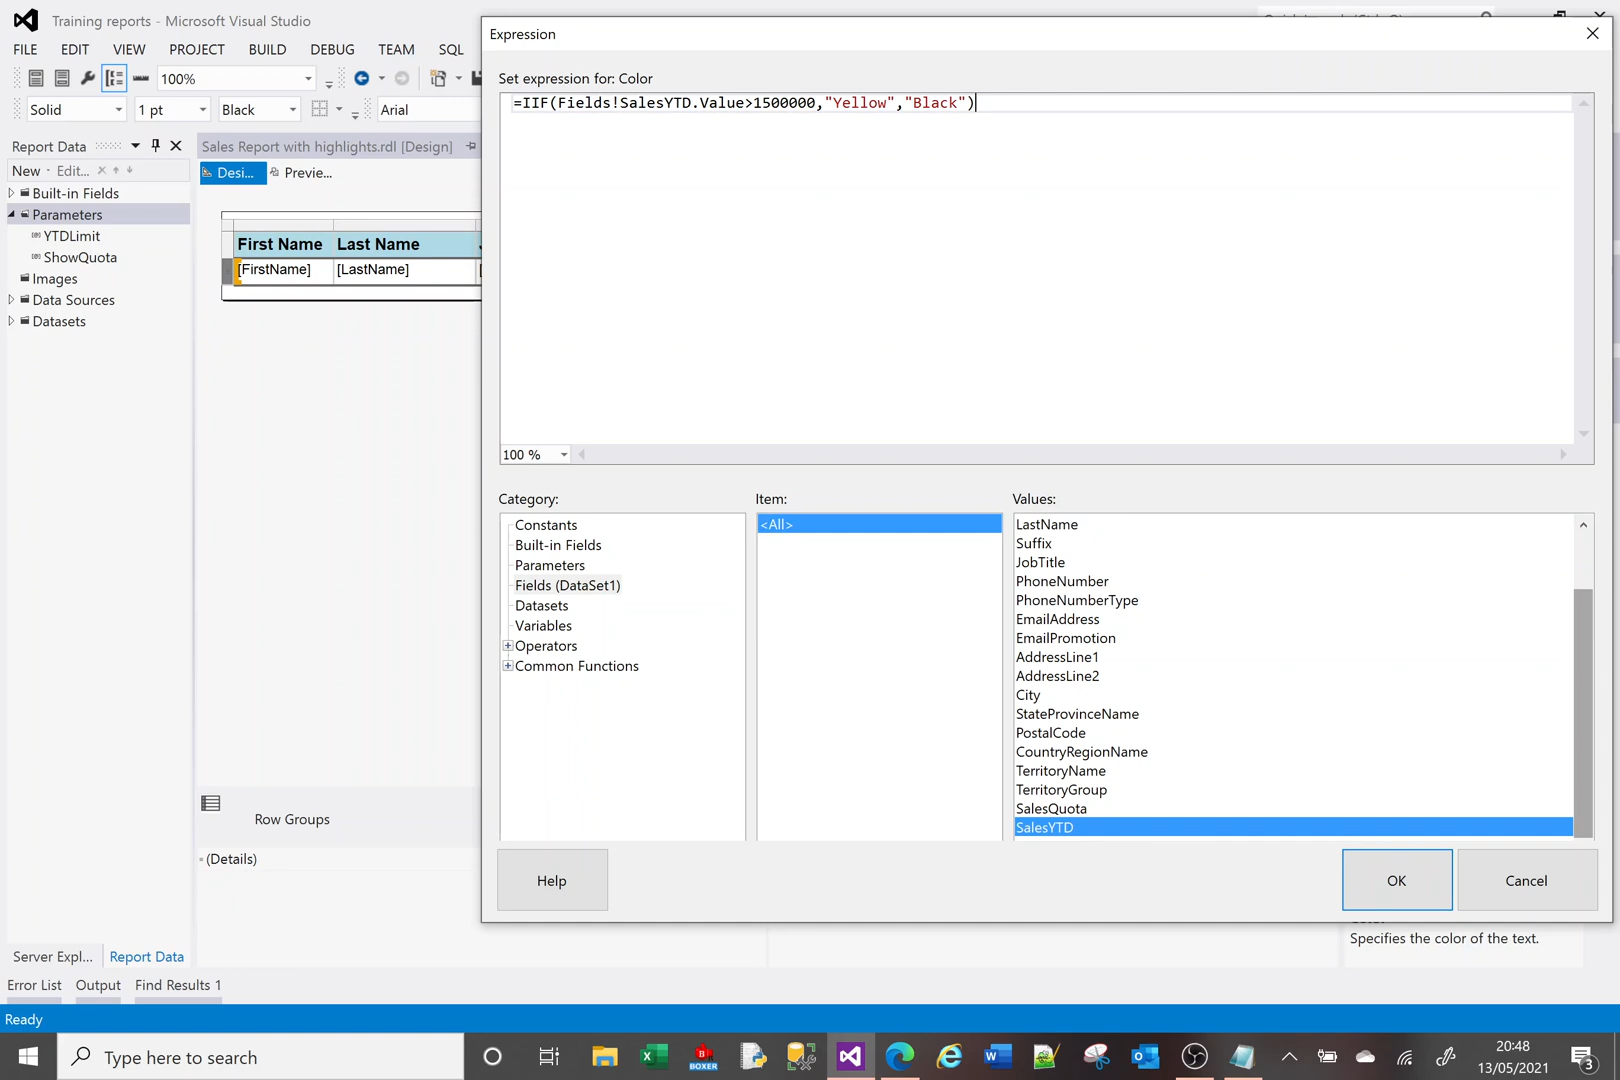 Training reports - Microsoft Visual Studio
FILE EDIT VIEW PROJECT BUILD DEBUG TEAM SQL
100%
Solid 1 pt Black Arial
Report Data
New Edit...
Built-in Fields
Parameters
YTDLimit
ShowQuota
Images
Data Sources
Datasets
Sales Report with highlights.rdl [Design]
Desi... Previe...
First Name Last Name
[FirstName] [LastName]
Row Groups
(Details)
Expression
Set expression for: Color
=IIF(Fields!SalesYTD.Value>1500000,"Yellow","Black")
100 %
Category:
Constants
Built-in Fields
Parameters
Fields (DataSet1)
Datasets
Variables
Operators
Common Functions
Item:
<All>
Values:
LastName
Suffix
JobTitle
PhoneNumber
PhoneNumberType
EmailAddress
EmailPromotion
AddressLine1
AddressLine2
City
StateProvinceName
PostalCode
CountryRegionName
TerritoryName
TerritoryGroup
SalesQuota
SalesYTD
Help OK Cancel
Specifies the color of the text.
Server Expl... Report Data
Error List Output Find Results 1
Ready
Type here to search
BOXER
20:48
13/05/2021
3